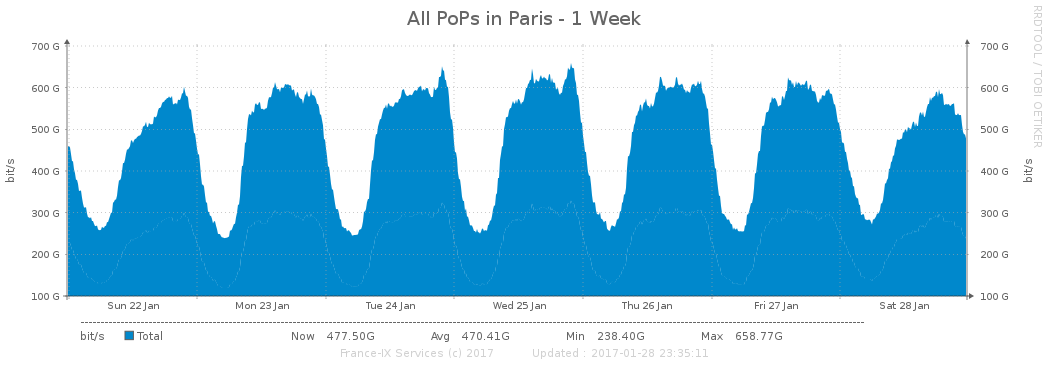 All PoPs in Paris - 1 Week
RRDTOOL / TOBI OETIKER
700 G 700 G
600 G 600 G
500 G 500 G
400 G 400 G
300 G 300 G
200 G 200 G
100 G 100 G
bit/s bit/s
Sun 22 Jan Mon 23 Jan Tue 24 Jan Wed 25 Jan Thu 26 Jan Fri 27 Jan Sat 28 Jan
bit/s Total Now 477.50G Avg 470.41G Min 238.40G Max 658.77G
France-IX Services (c) 2017 Updated : 2017-01-28 23:35:11